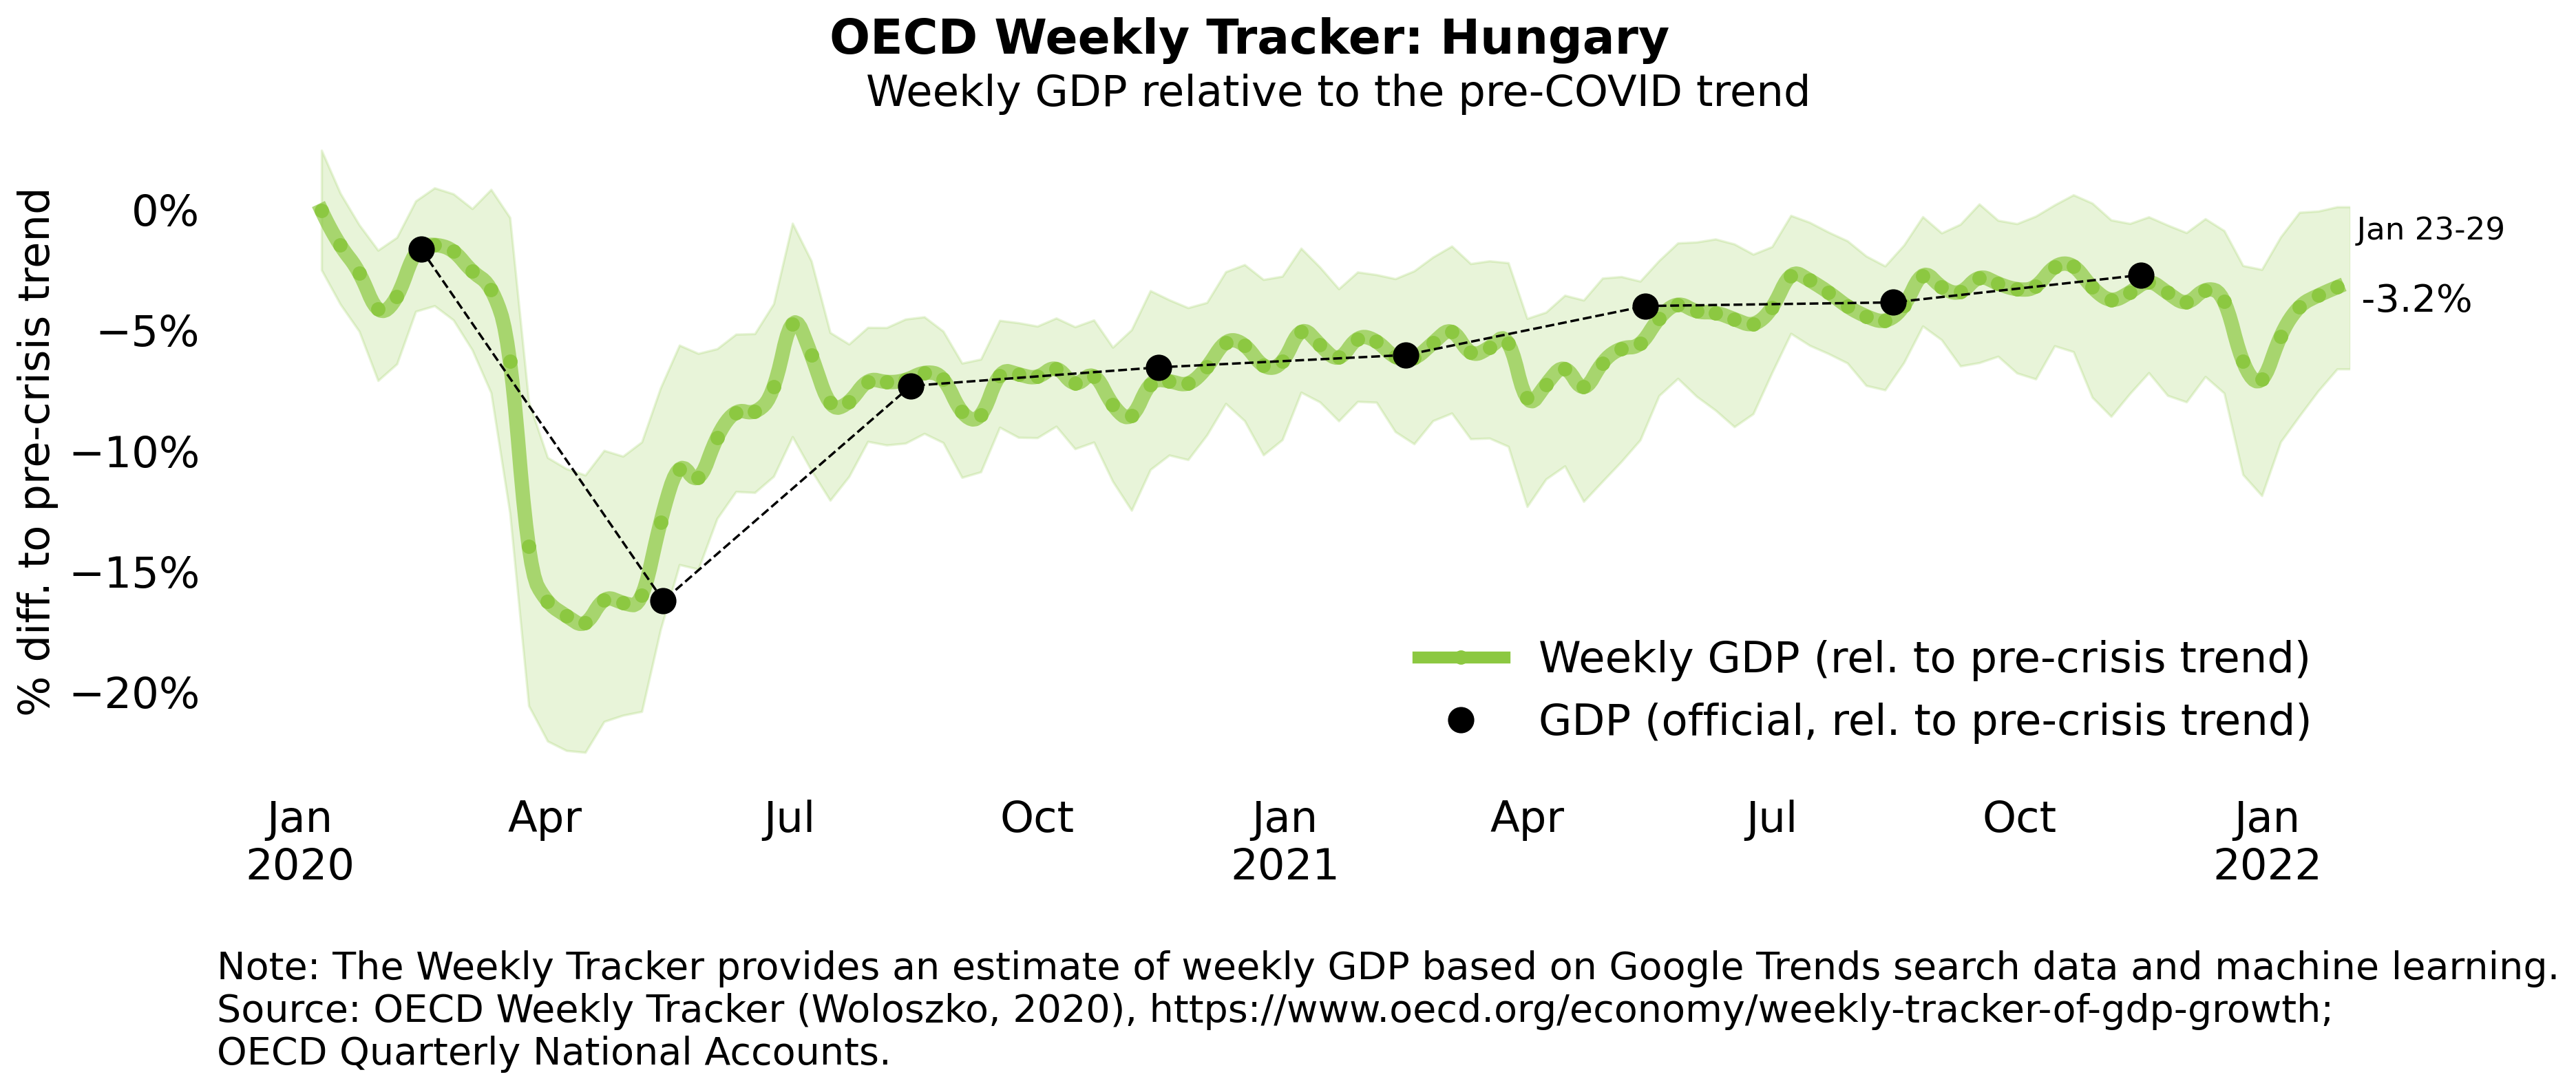 OECD Weekly Tracker: Hungary
Weekly GDP relative to the pre-COVID trend
% diff. to pre-crisis trend
0%
−5%
−10%
−15%
−20%
Jan 23-29
-3.2%
Weekly GDP (rel. to pre-crisis trend)
GDP (official, rel. to pre-crisis trend)
Jan Apr Jul Oct Jan Apr Jul Oct Jan
2020 2021 2022
Note: The Weekly Tracker provides an estimate of weekly GDP based on Google Trends search data and machine learning.
Source: OECD Weekly Tracker (Woloszko, 2020), https://www.oecd.org/economy/weekly-tracker-of-gdp-growth;
OECD Quarterly National Accounts.